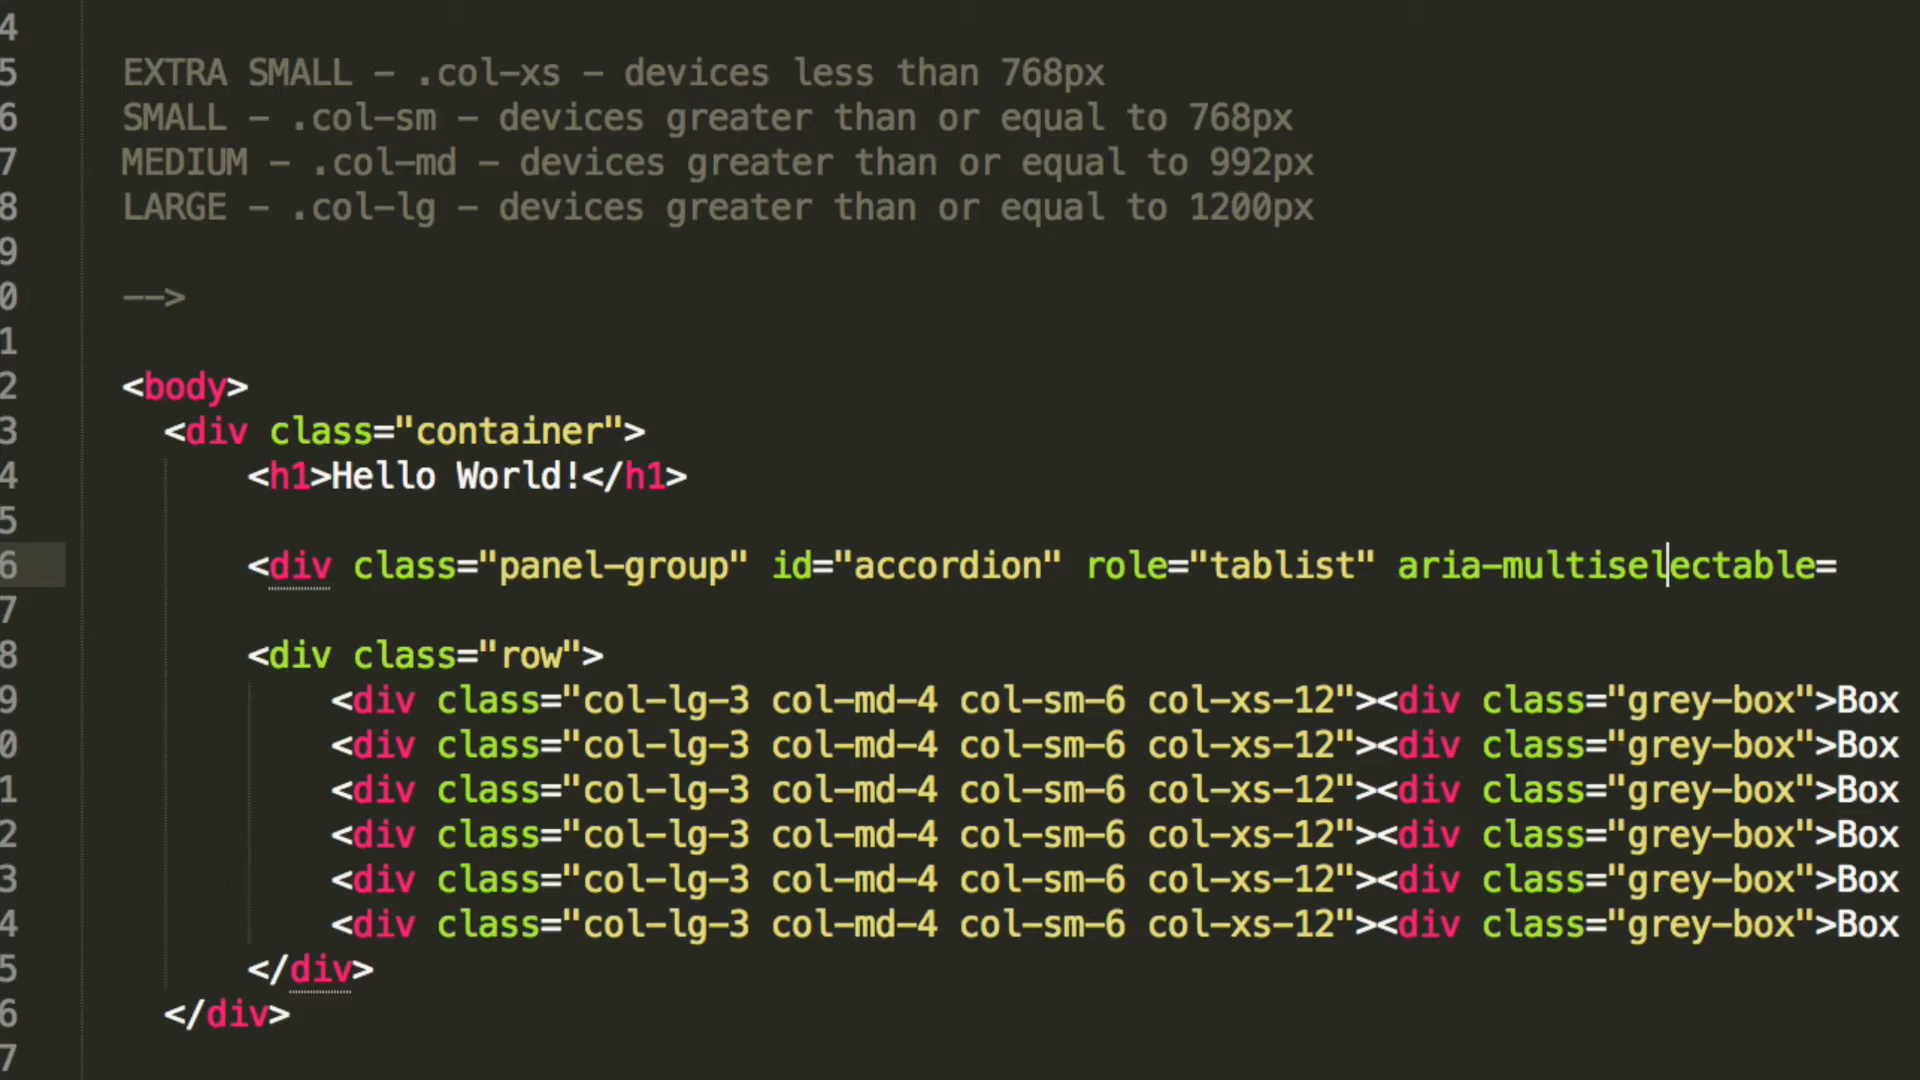 4
5 EXTRA SMALL - .col-xs - devices less than 768px
6 SMALL - .col-sm - devices greater than or equal to 768px
7 MEDIUM - .col-md - devices greater than or equal to 992px
8 LARGE - .col-lg - devices greater than or equal to 1200px
9
0 -->
1
2 <body>
3 <div class="container">
4 <h1>Hello World!</h1>
5
6 <div class="panel-group" id="accordion" role="tablist" aria-multiselectable=
7
8 <div class="row">
9 <div class="col-lg-3 col-md-4 col-sm-6 col-xs-12"><div class="grey-box">Box
0 <div class="col-lg-3 col-md-4 col-sm-6 col-xs-12"><div class="grey-box">Box
1 <div class="col-lg-3 col-md-4 col-sm-6 col-xs-12"><div class="grey-box">Box
2 <div class="col-lg-3 col-md-4 col-sm-6 col-xs-12"><div class="grey-box">Box
3 <div class="col-lg-3 col-md-4 col-sm-6 col-xs-12"><div class="grey-box">Box
4 <div class="col-lg-3 col-md-4 col-sm-6 col-xs-12"><div class="grey-box">Box
5 </div>
6 </div>
7